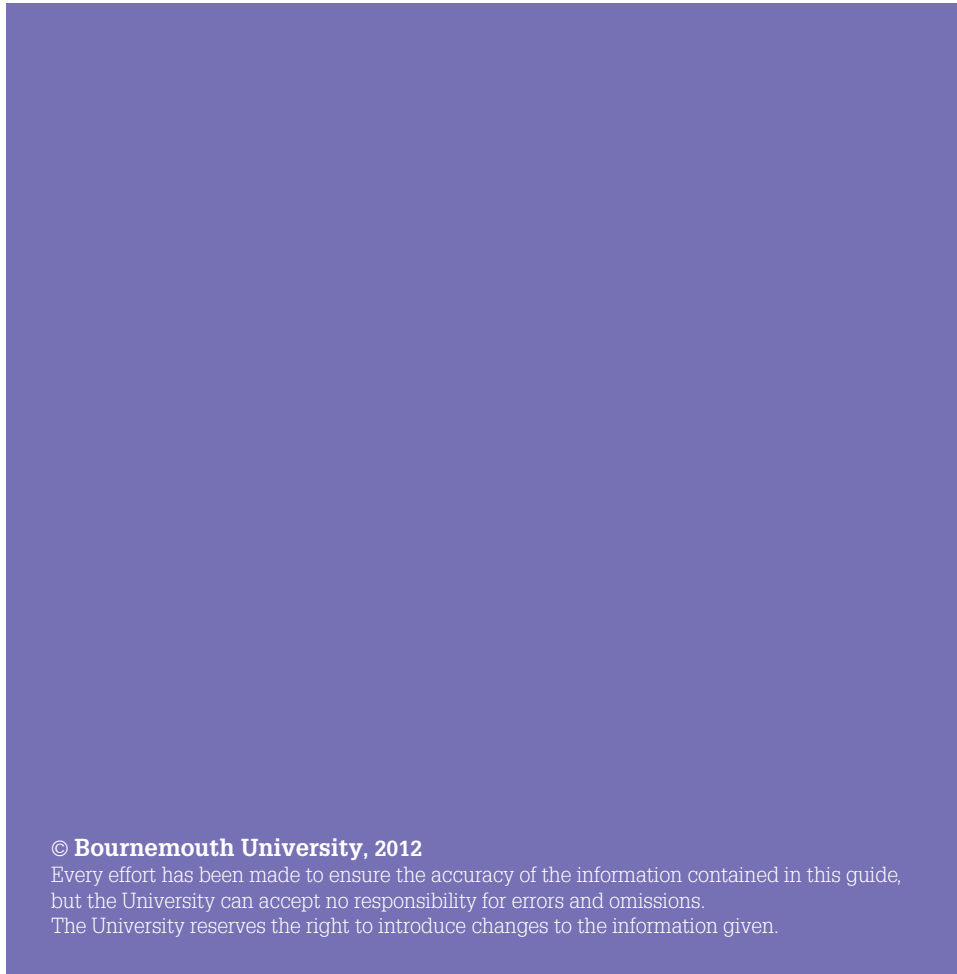 © Bournemouth University, 2012
Every effort has been made to ensure the accuracy of the information contained in this guide,
but the University can accept no responsibility for errors and omissions.
The University reserves the right to introduce changes to the information given.